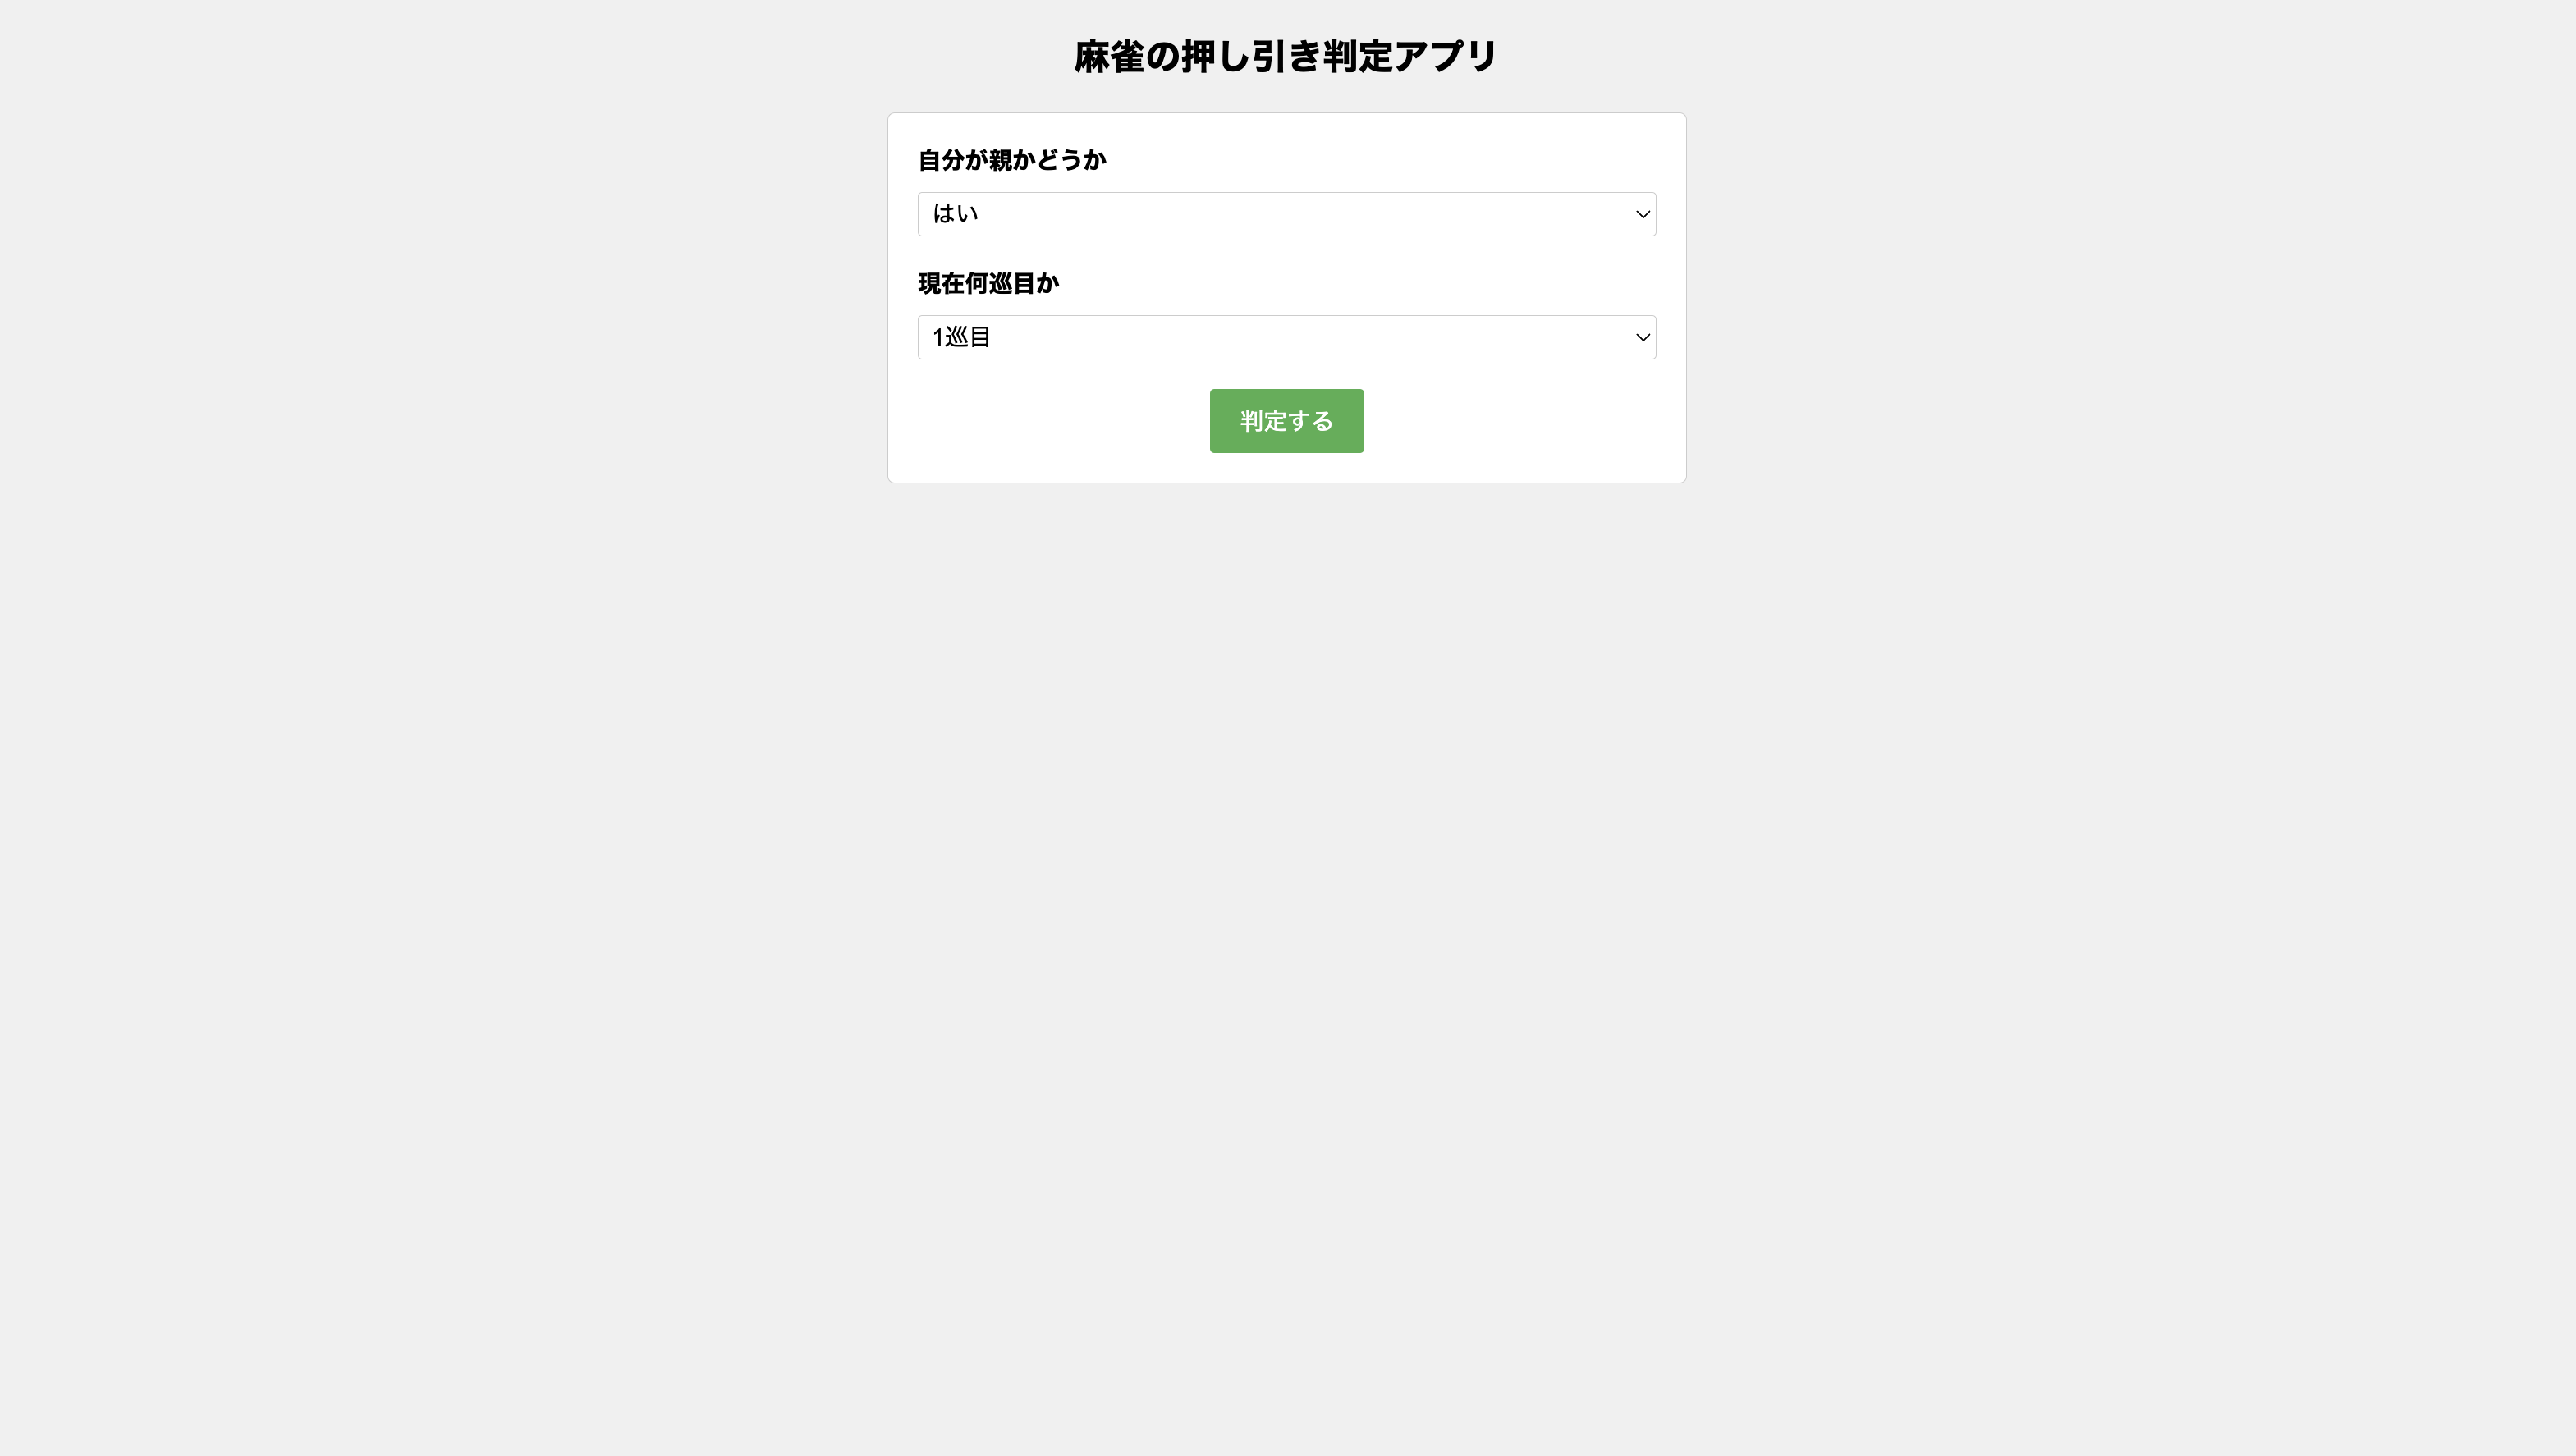 麻雀の押し引き判定アプリ
自分が親かどうか
はい
現在何巡目か
1巡目
判定する